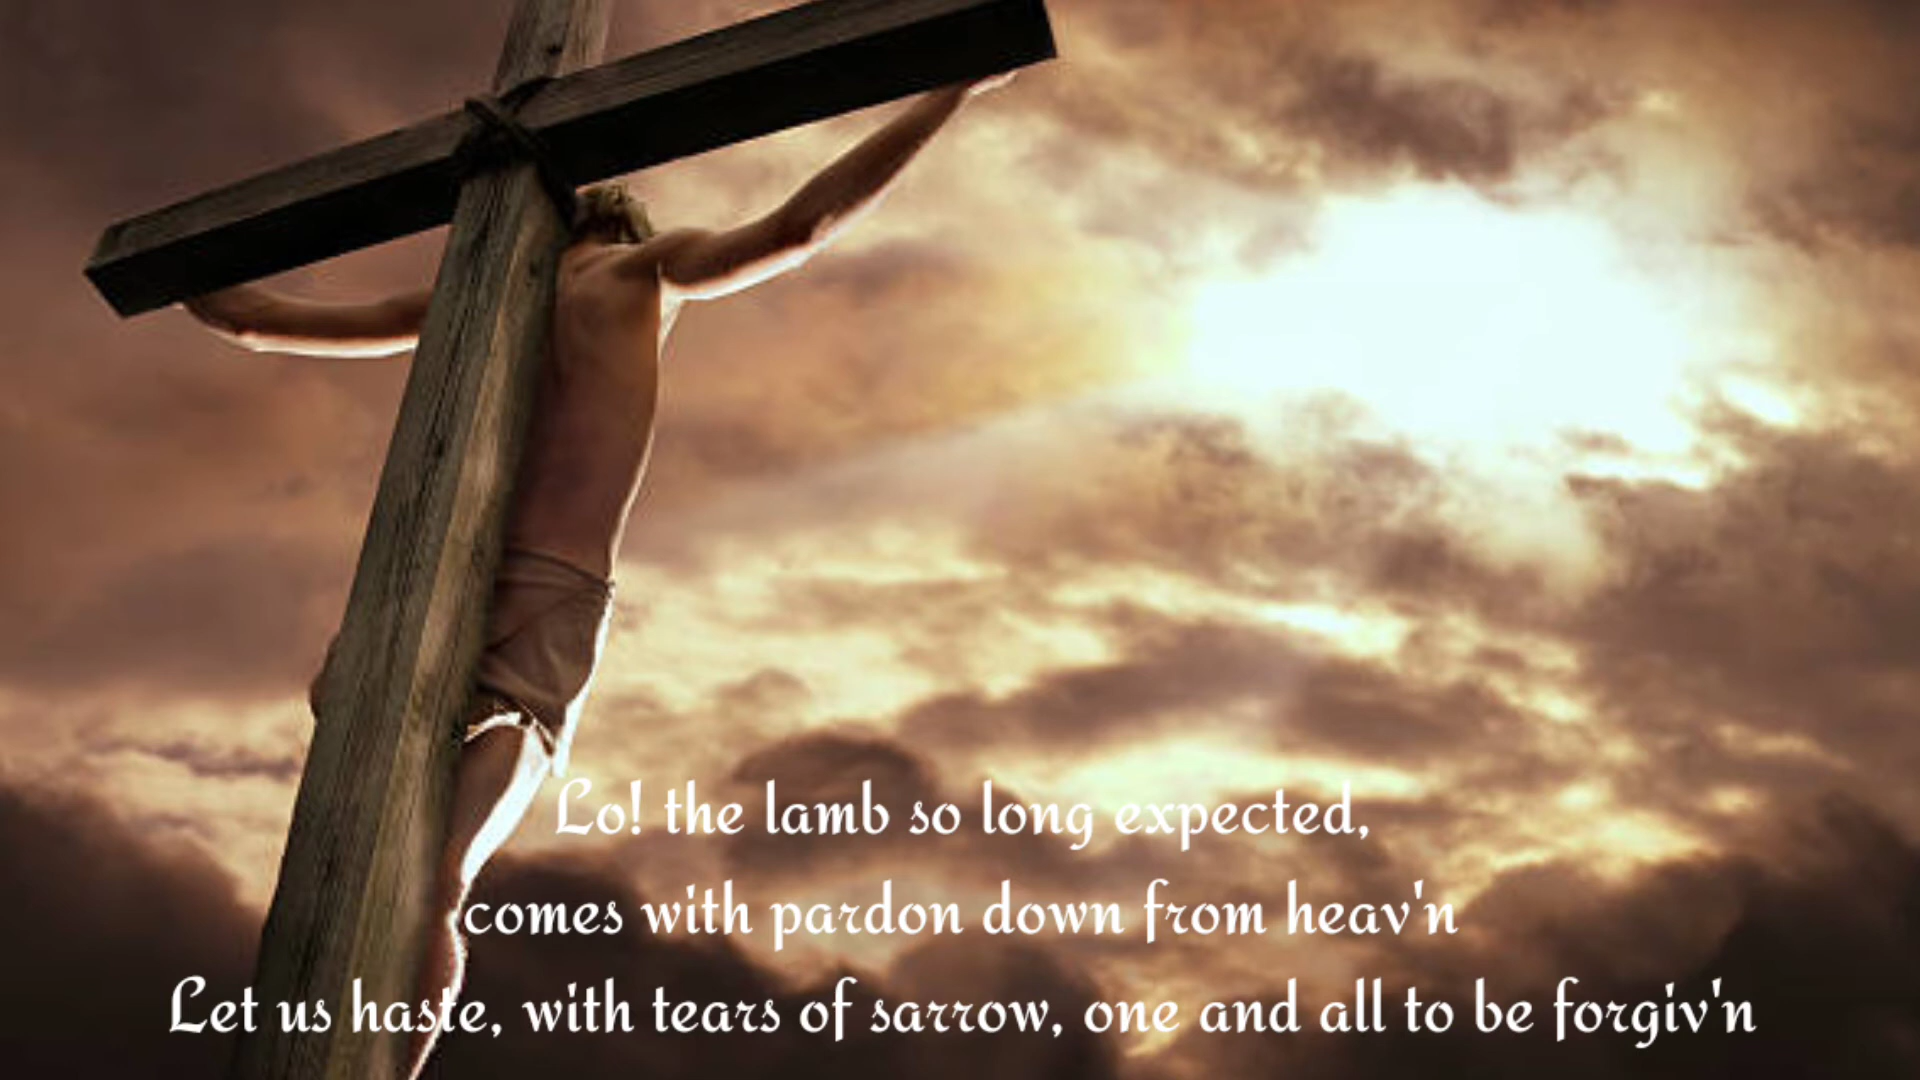 Lo! the lamb so long expected,
comes with pardon down from heav'n
Let us haste, with tears of sarrow, one and all to be forgiv'n